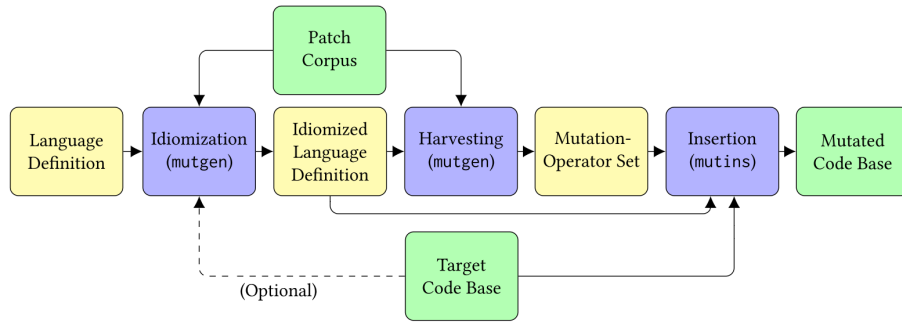 Patch
Corpus
Language
Definition
Idiomization
(mutgen)
Idiomized
Language
Definition
Harvesting
(mutgen)
Mutation-
Operator Set
Insertion
(mutins)
Mutated
Code Base
Target
Code Base
(Optional)